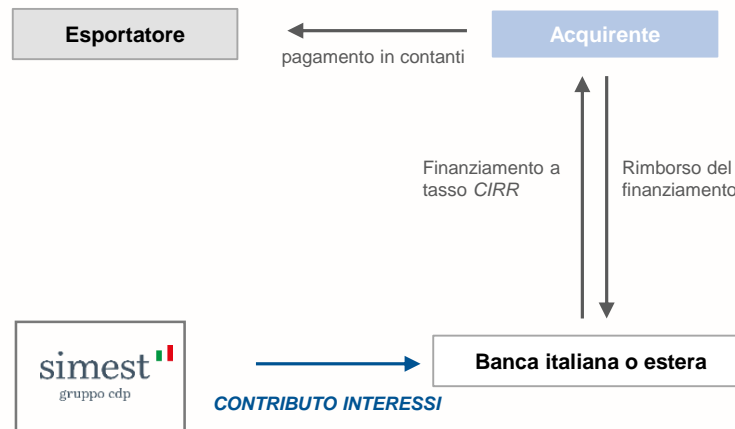 Esportatore
Acquirente
pagamento in contanti
Finanziamento a
tasso CIRR
Rimborso del
finanziamento
simest
gruppo cdp
CONTRIBUTO INTERESSI
Banca italiana o estera